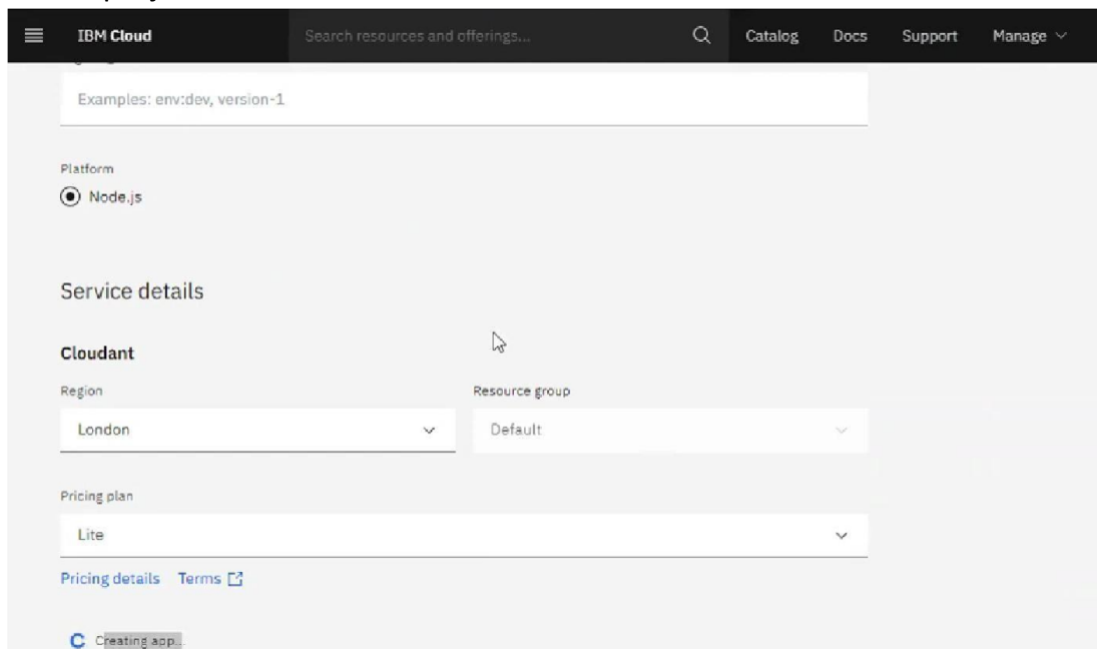 IBM Cloud Search resources and offerings... Catalog Docs Support Manage
Examples: env:dev, version-1
Platform
Node.js
Service details
Cloudant
Region Resource group
London Default
Pricing plan
Lite
Pricing details Terms
Creating app...